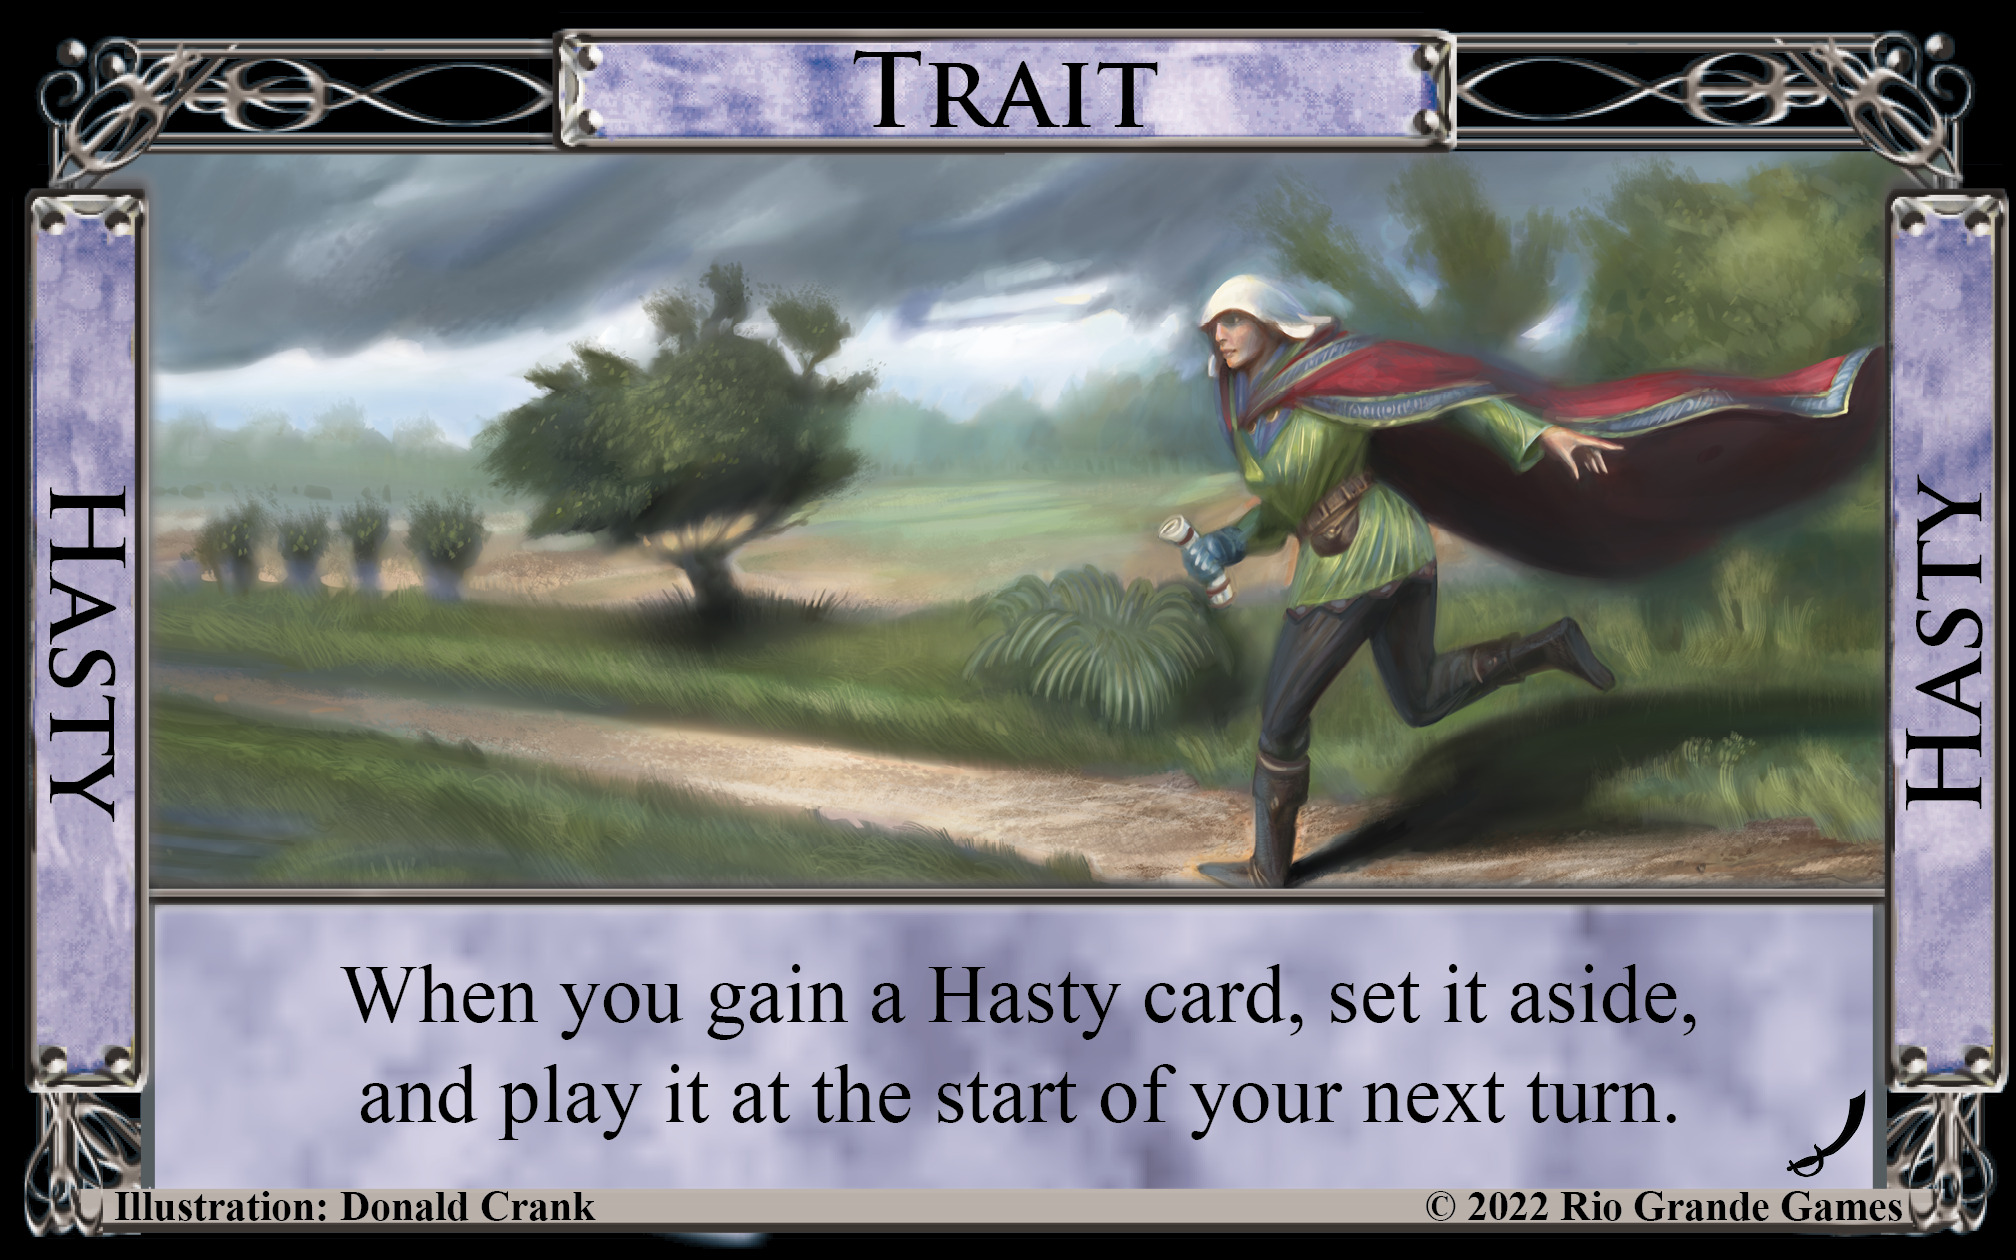 TRAIT
HASTY
HASTY
When you gain a Hasty card, set it aside,
and play it at the start of your next turn.
Illustration: Donald Crank
© 2022 Rio Grande Games